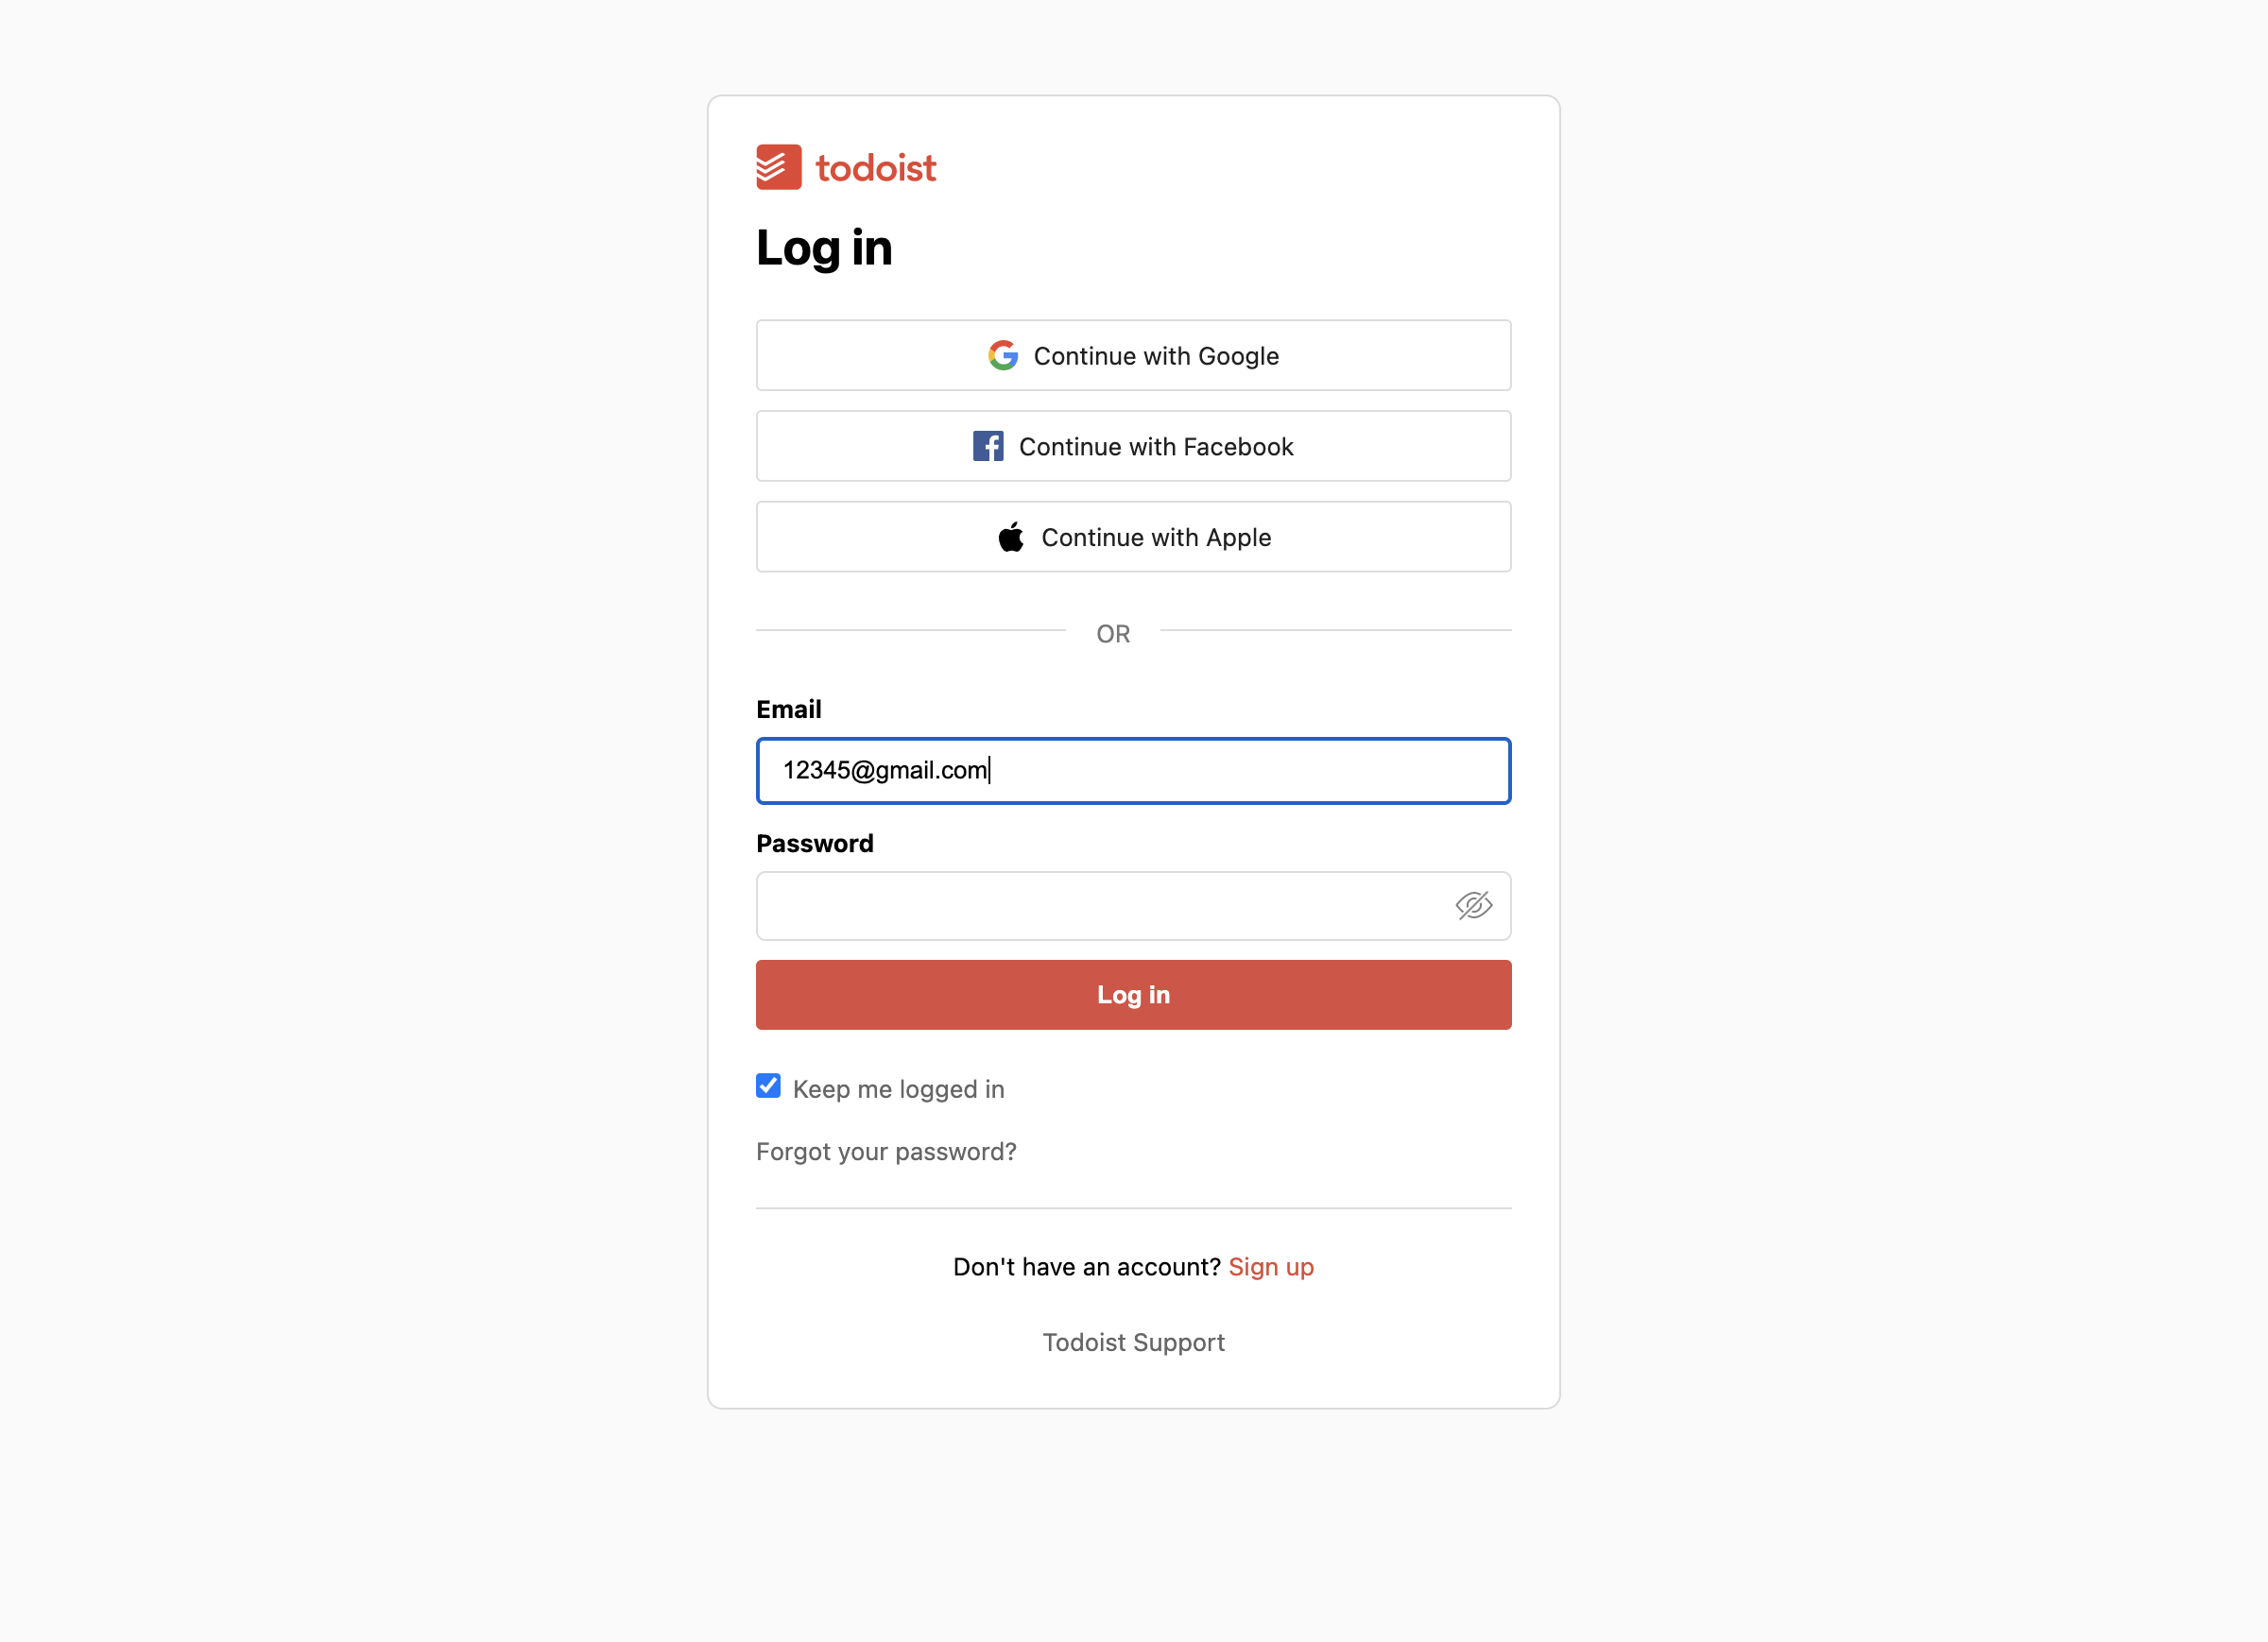 todoist
Log in
Continue with Google
Continue with Facebook
Continue with Apple
OR
Email
12345@gmail.com
Password
Log in
Keep me logged in
Forgot your password?
Don't have an account? Sign up
Todoist Support